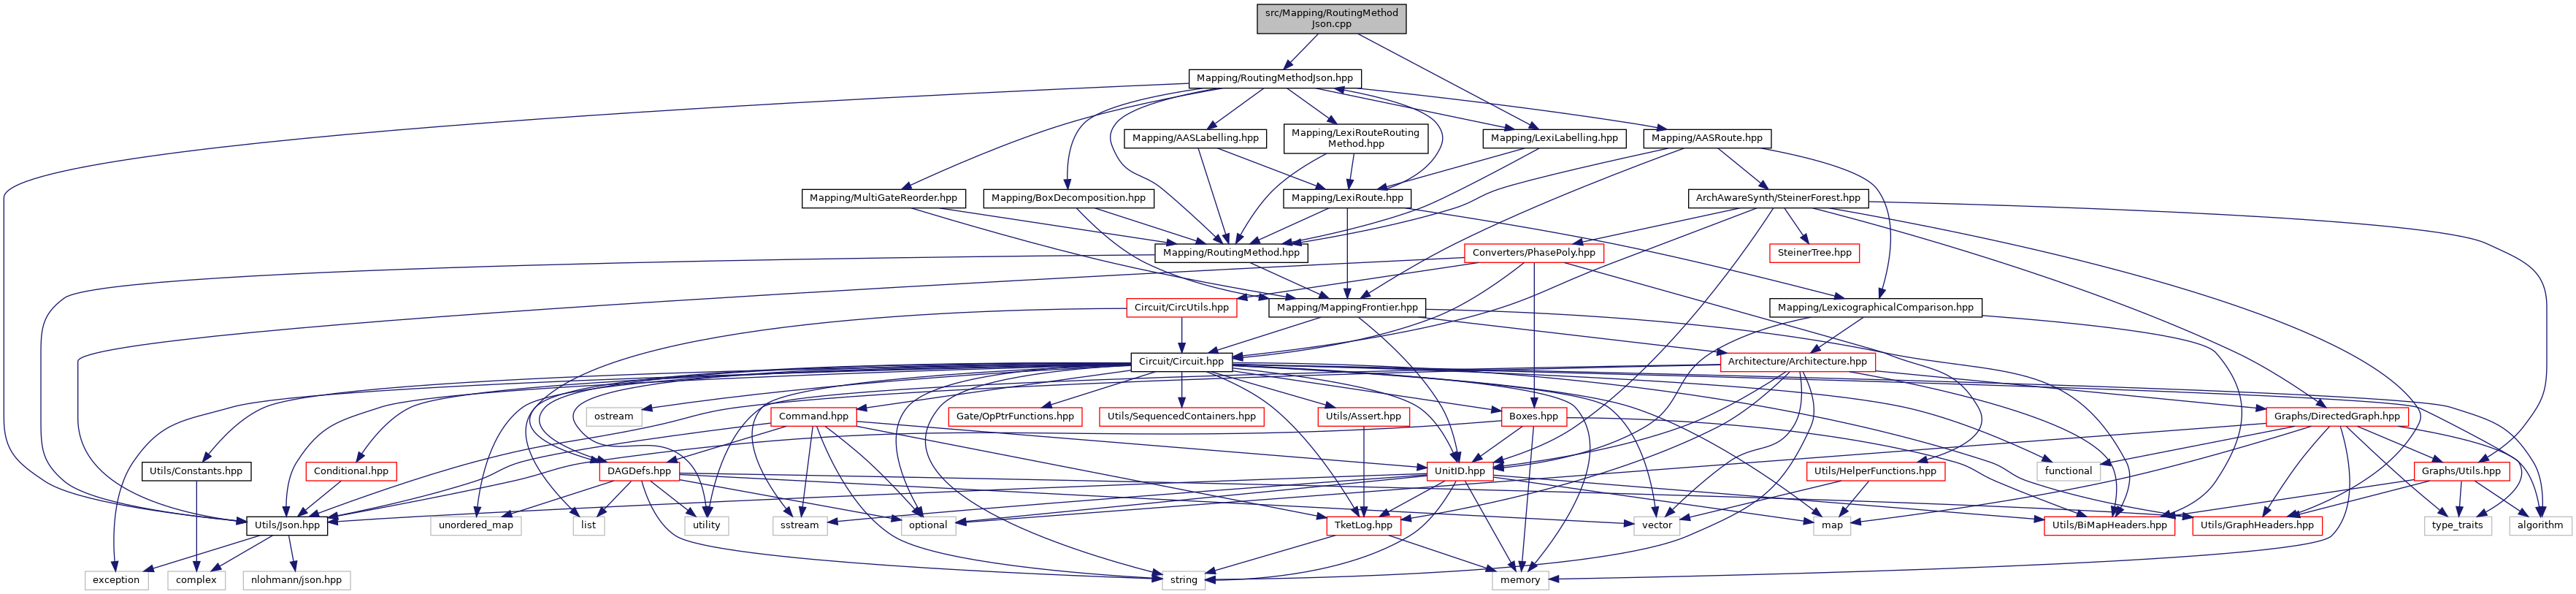 src/Mapping/RoutingMethod
Json.cpp
Mapping/RoutingMethodJson.hpp
Mapping/AASLabelling.hpp
Mapping/LexiRouteRouting
Method.hpp
Mapping/LexiLabelling.hpp
Mapping/AASRoute.hpp
Mapping/MultiGateReorder.hpp
Mapping/BoxDecomposition.hpp
Mapping/LexiRoute.hpp
ArchAwareSynth/SteinerForest.hpp
Mapping/RoutingMethod.hpp
Converters/PhasePoly.hpp
SteinerTree.hpp
Circuit/CircUtils.hpp
Mapping/MappingFrontier.hpp
Mapping/LexicographicalComparison.hpp
Circuit/Circuit.hpp
Architecture/Architecture.hpp
ostream
Command.hpp
Gate/OpPtrFunctions.hpp
Utils/SequencedContainers.hpp
Utils/Assert.hpp
Boxes.hpp
Graphs/DirectedGraph.hpp
Utils/Constants.hpp
Conditional.hpp
DAGDefs.hpp
UnitID.hpp
Utils/HelperFunctions.hpp
functional
Graphs/Utils.hpp
Utils/Json.hpp
unordered_map
list
utility
sstream
optional
TketLog.hpp
vector
map
Utils/BiMapHeaders.hpp
Utils/GraphHeaders.hpp
type_traits
algorithm
exception
complex
nlohmann/json.hpp
string
memory